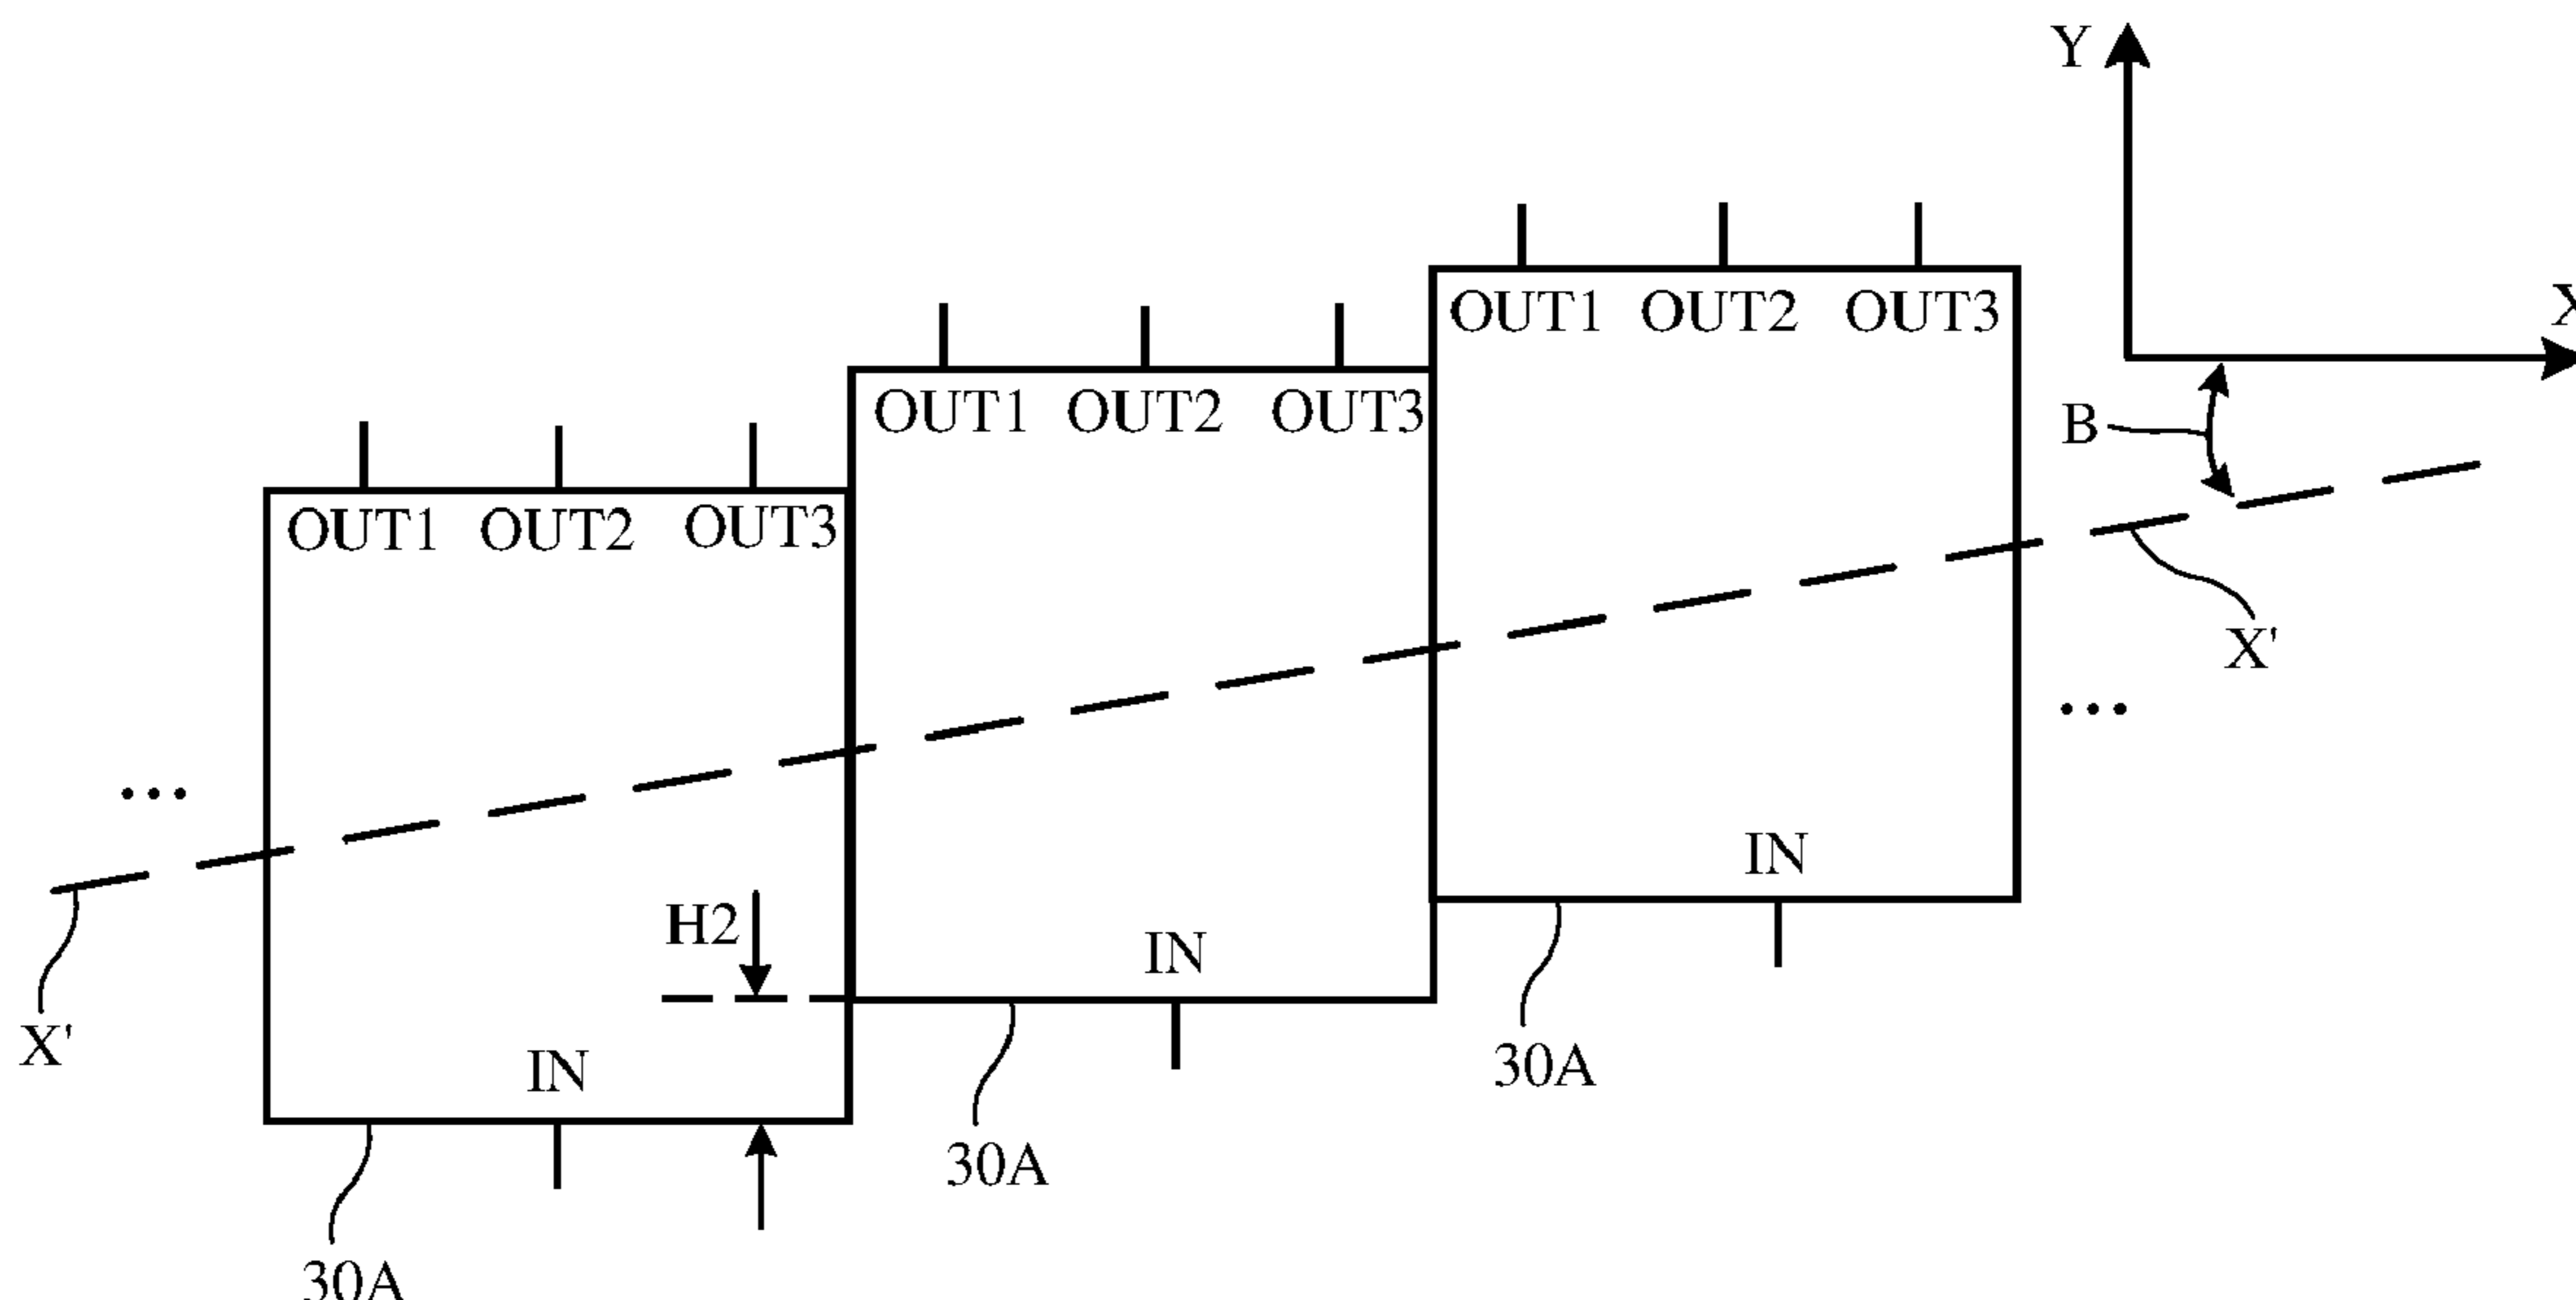 Y
X
OUT1 OUT2 OUT3
OUT1 OUT2 OUT3
B
OUT1 OUT2 OUT3
X'
IN
H2
IN
X'
IN
30A
30A
30A